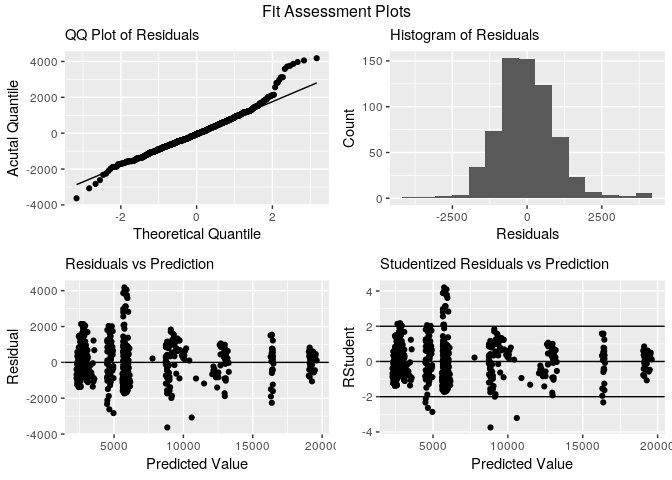 Fit Assessment Plots
QQ Plot of Residuals
Acutal Quantile
4000
2000
0
-2000
-4000
-2 0 2
Theoretical Quantile
Histogram of Residuals
Count
150
100
50
0
-2500 0 2500
Residuals
Residuals vs Prediction
Residual
4000
2000
0
-2000
-4000
5000 10000 15000 20000
Predicted Value
Studentized Residuals vs Prediction
RStudent
4
2
0
-2
-4
5000 10000 15000 2000
Predicted Value